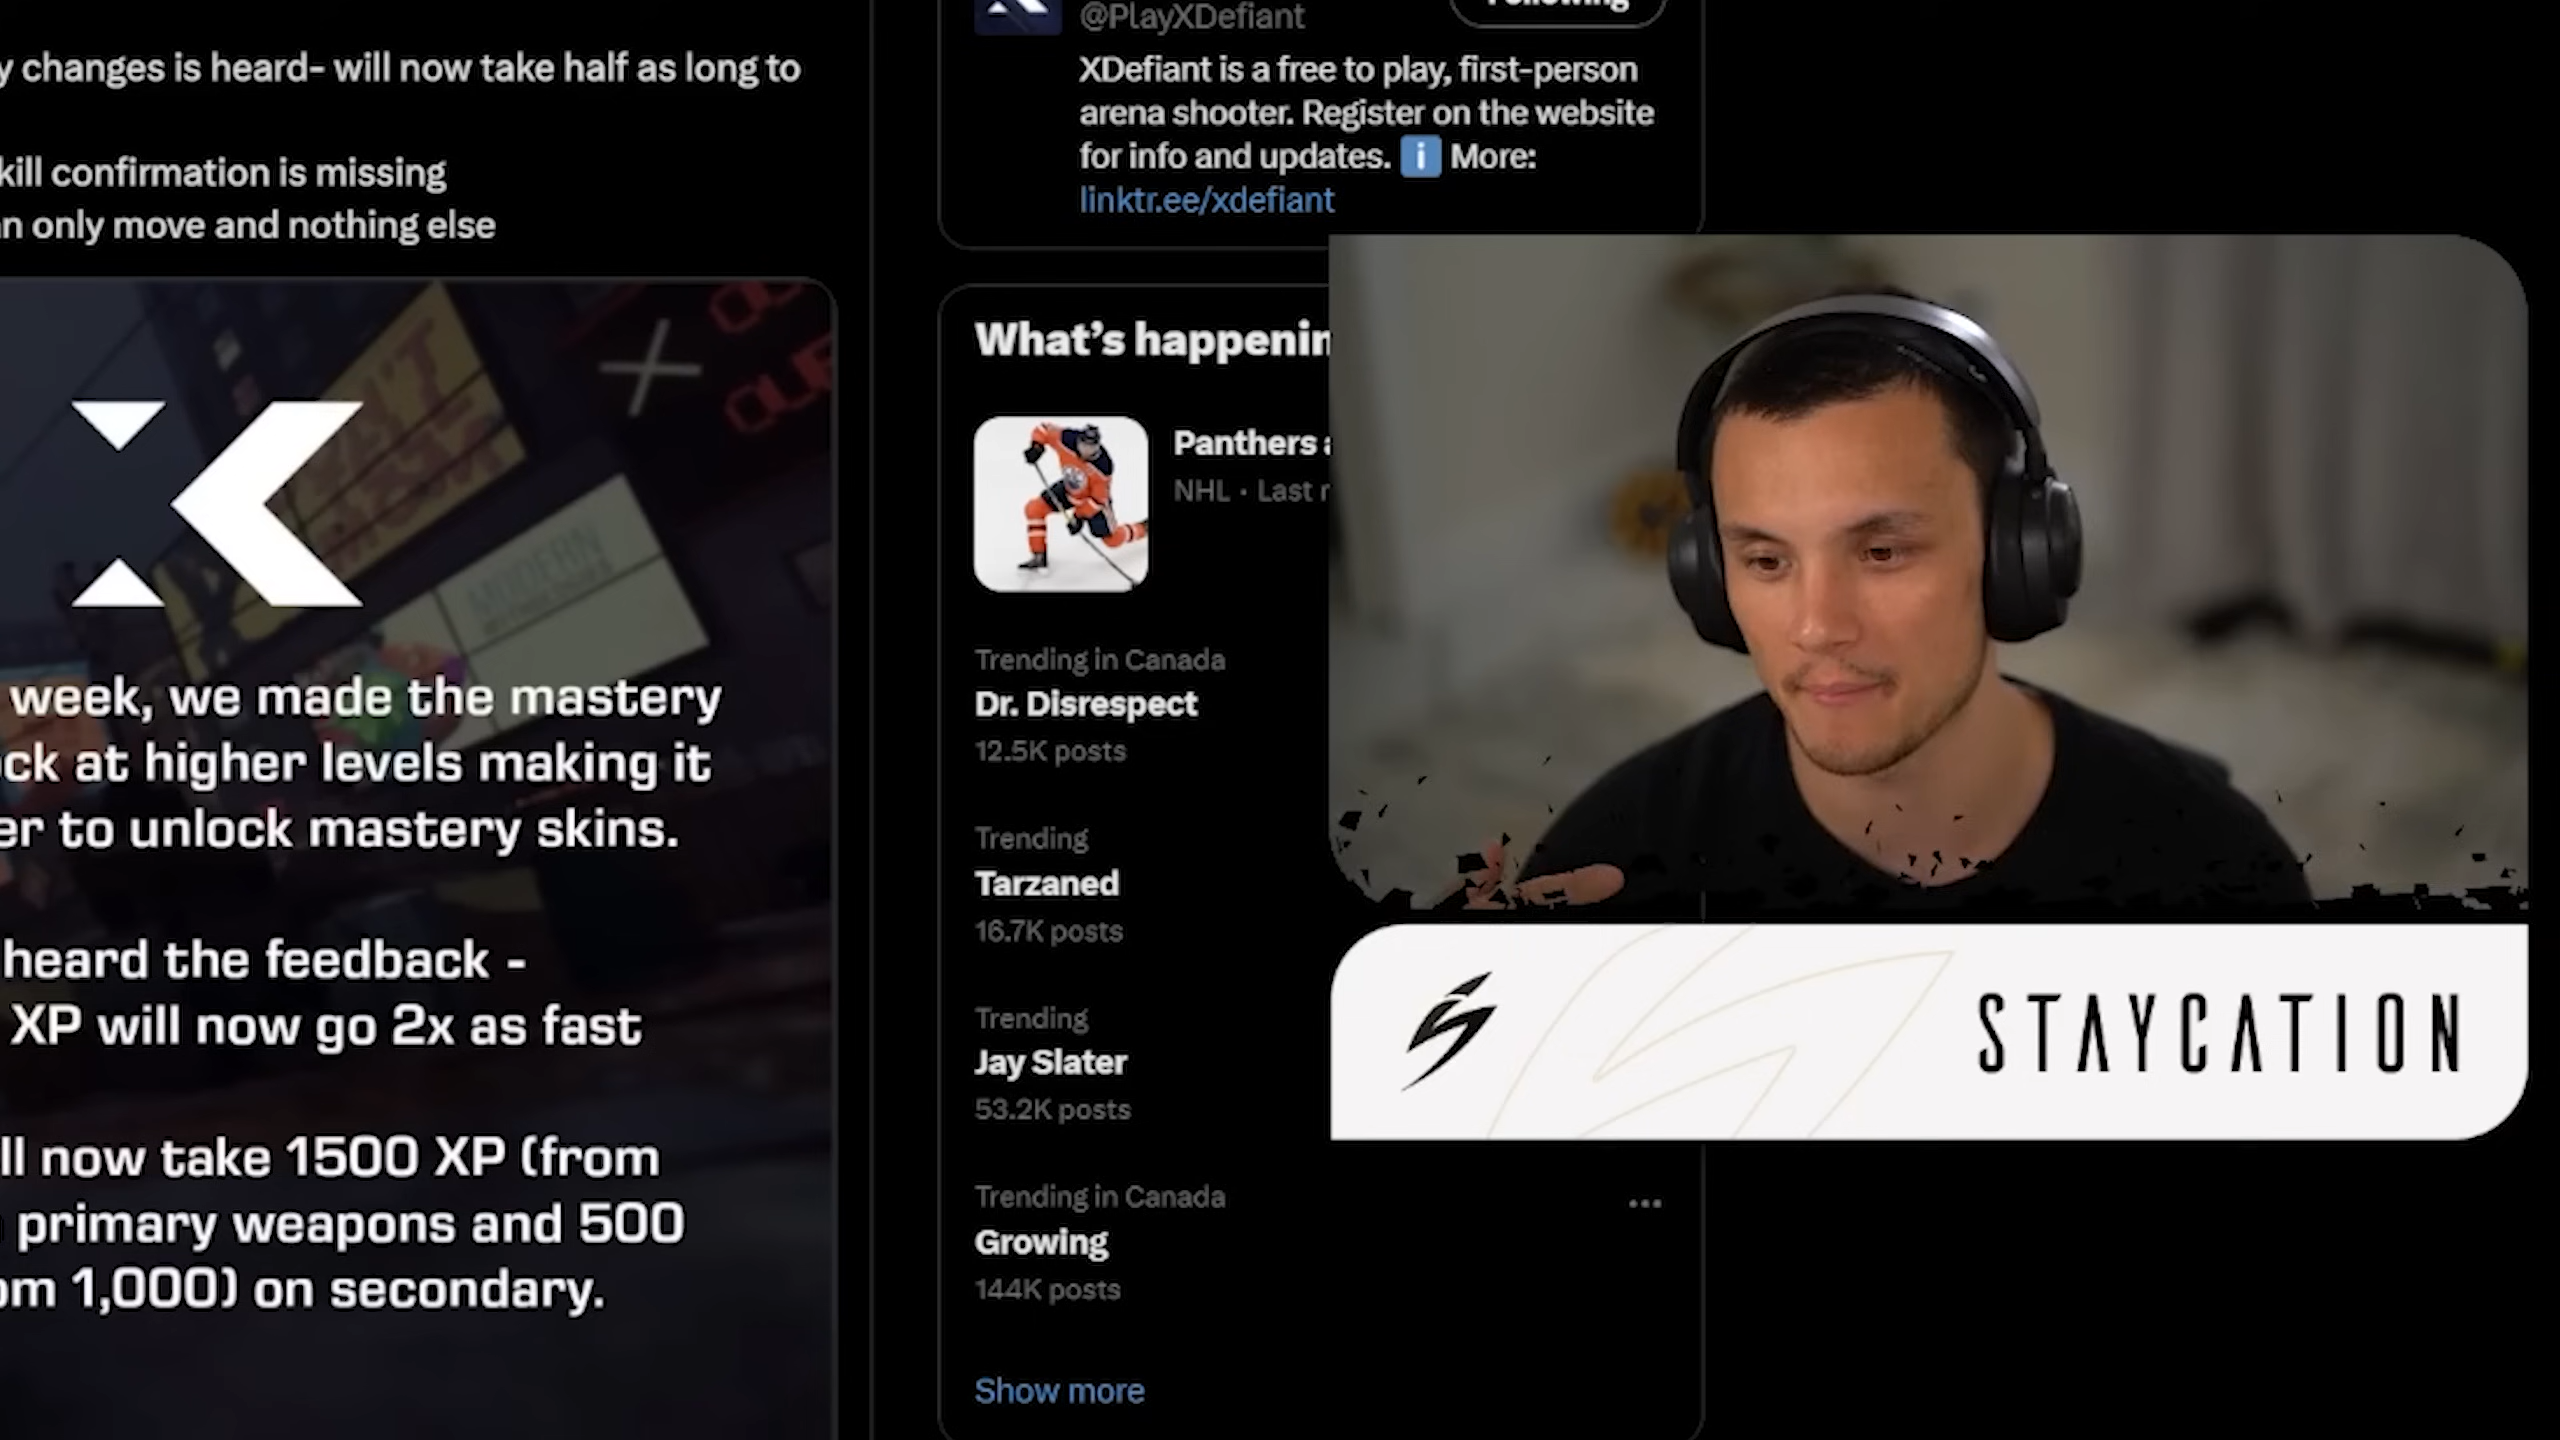 y changes is heard- will now take half as long to
kill confirmation is missing
n only move and nothing else
week, we made the mastery
ck at higher levels making it
er to unlock mastery skins.
heard the feedback -
XP will now go 2x as fast
ll now take 1500 XP (from
primary weapons and 500
om 1,000) on secondary.
@PlayXDefiant
Following
XDefiant is a free to play, first-person
arena shooter. Register on the website
for info and updates. ℹ️ More:
linktr.ee/xdefiant
What's happenin
Panthers
NHL · Last
Trending in Canada
Dr. Disrespect
12.5K posts
Trending
Tarzaned
16.7K posts
Trending
Jay Slater
53.2K posts
Trending in Canada
Growing
144K posts
Show more
STAYCATION